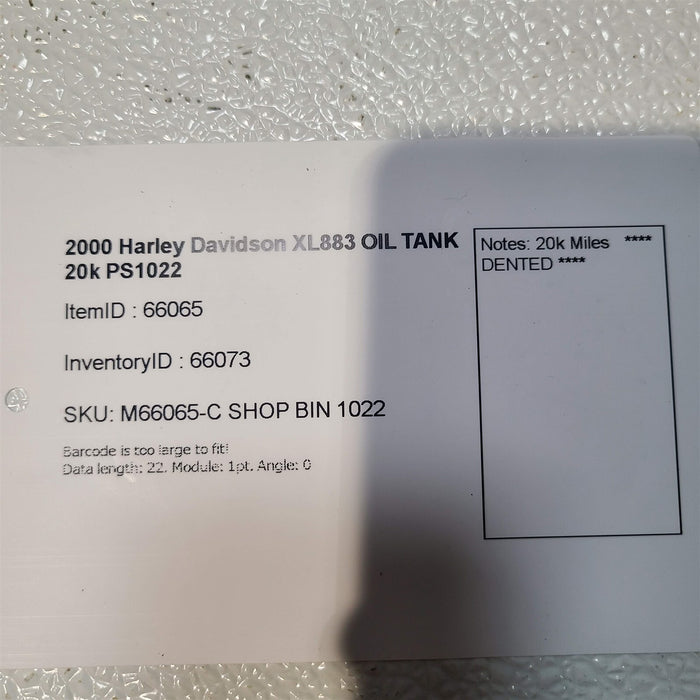 2000 Harley Davidson XL883 OIL TANK
20k PS1022
ItemID : 66065
InventoryID : 66073
SKU: M66065-C SHOP BIN 1022
Barcode is too large to fit!
Data length: 22. Module: 1pt. Angle: 0
Notes: 20k Miles ****
DENTED ****